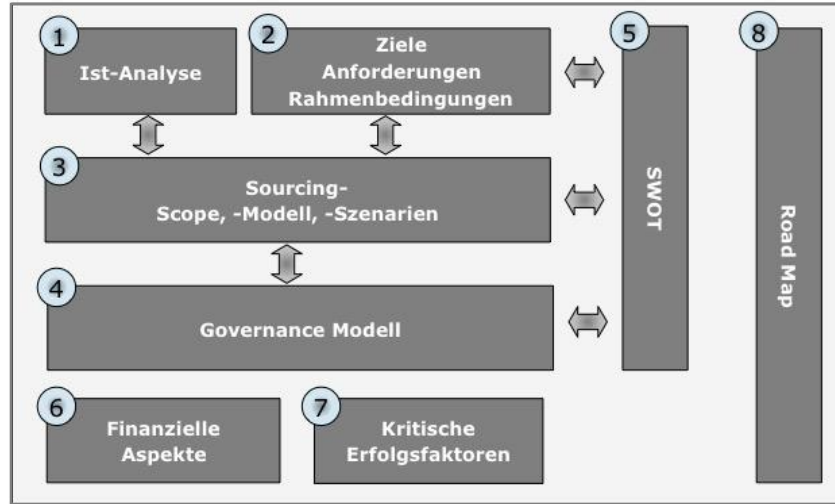 1
Ist-Analyse
2
Ziele
Anforderungen
Rahmenbedingungen
3
Sourcing-
Scope, -Modell, -Szenarien
4
Governance Modell
5
SWOT
6
Finanzielle
Aspekte
7
Kritische
Erfolgsfaktoren
8
Road Map